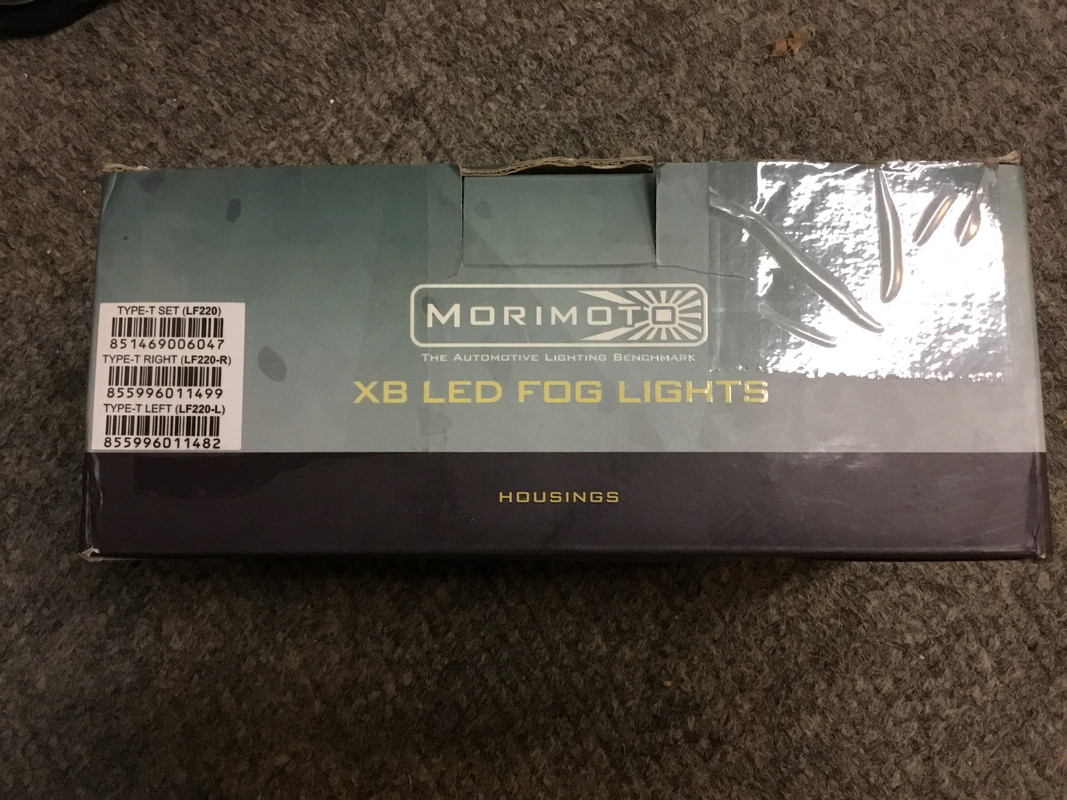 TYPE-T SET (LF220)
851469006047
TYPE-T RIGHT (LF220-R)
855996011499
TYPE-T LEFT (LF220-L)
855996011482
MORIMOTO
THE AUTOMOTIVE LIGHTING BENCHMARK
XB LED FOG LIGHTS
HOUSINGS